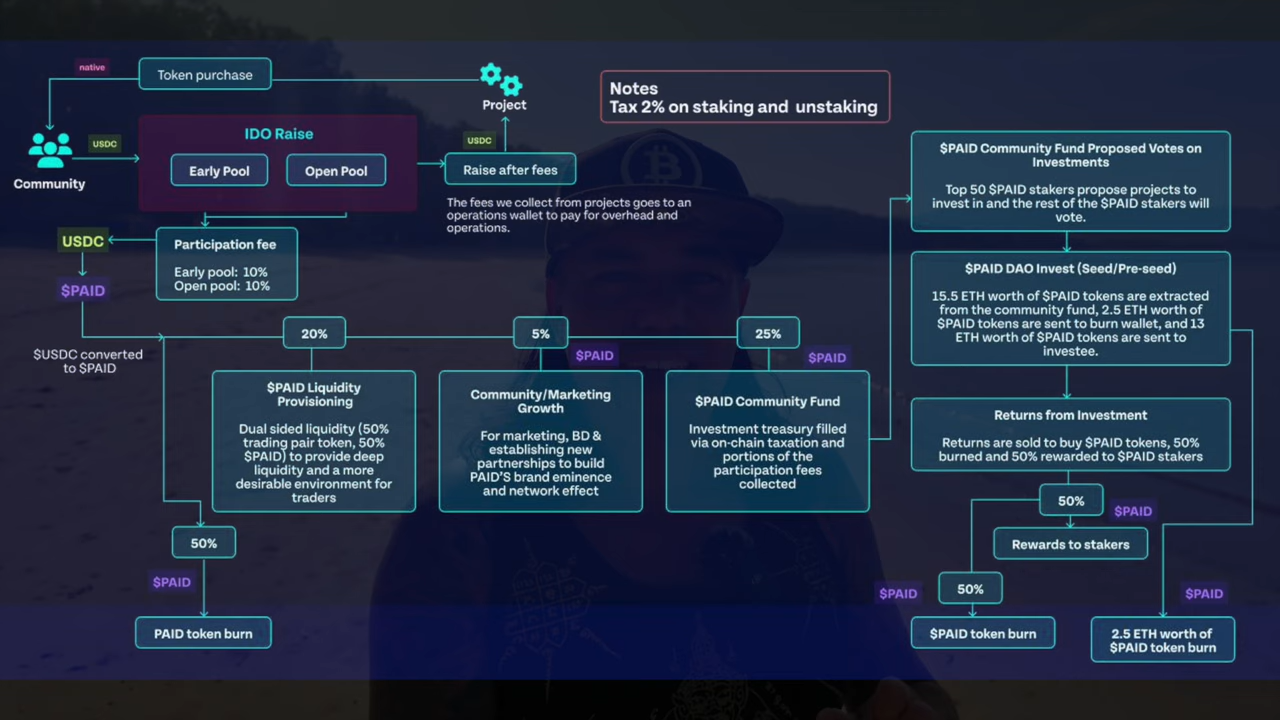 native
Token purchase
Project
Notes
Tax 2% on staking and unstaking
Community
USDC
IDO Raise
Early Pool
Open Pool
USDC
Raise after fees
The fees we collect from projects goes to an
operations wallet to pay for overhead and
operations.
USDC
Participation fee
Early pool: 10%
Open pool: 10%
$PAID
$USDC converted
to $PAID
20%
$PAID Liquidity
Provisioning
Dual sided liquidity (50%
trading pair token, 50%
$PAID) to provide deep
liquidity and a more
desirable environment for
traders
5%
$PAID
Community/Marketing
Growth
For marketing, BD &
establishing new
partnerships to build
PAID'S brand eminence
and network effect
25%
$PAID
$PAID Community Fund
Investment treasury filled
via on-chain taxation and
portions of the
participation fees
collected
50%
$PAID
PAID token burn
$PAID Community Fund Proposed Votes on
Investments
Top 50 $PAID stakers propose projects to
invest in and the rest of the $PAID stakers will
vote.
$PAID DAO Invest (Seed/Pre-seed)
15.5 ETH worth of $PAID tokens are extracted
from the community fund, 2.5 ETH worth of
$PAID tokens are sent to burn wallet, and 13
ETH worth of $PAID tokens are sent to
investee.
Returns from Investment
Returns are sold to buy $PAID tokens, 50%
burned and 50% rewarded to $PAID stakers
50%
$PAID
Rewards to stakers
$PAID
50%
$PAID token burn
$PAID
2.5 ETH worth of
$PAID token burn